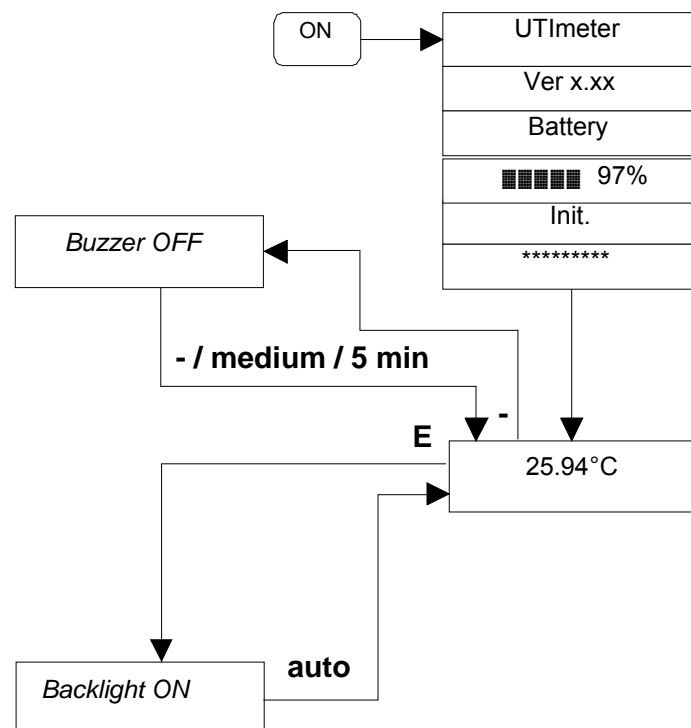 ON
UTImeter
Ver x.xx
Battery
97%
Init.
*********
Buzzer OFF
- / medium / 5 min
-
E
25.94°C
auto
Backlight ON